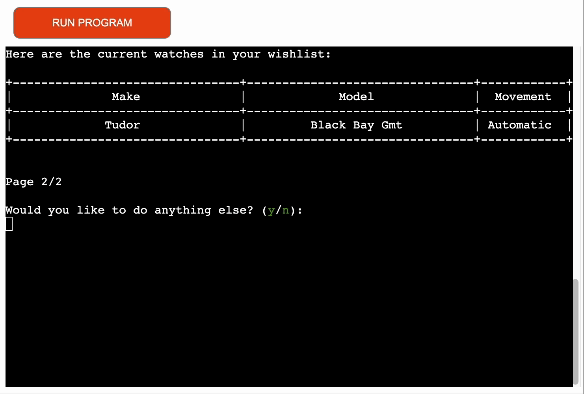 RUN PROGRAM
Here are the current watches in your wishlist:
Make Model Movement
Tudor Black Bay Gmt Automatic
Page 2/2
Would you like to do anything else? (y/n):